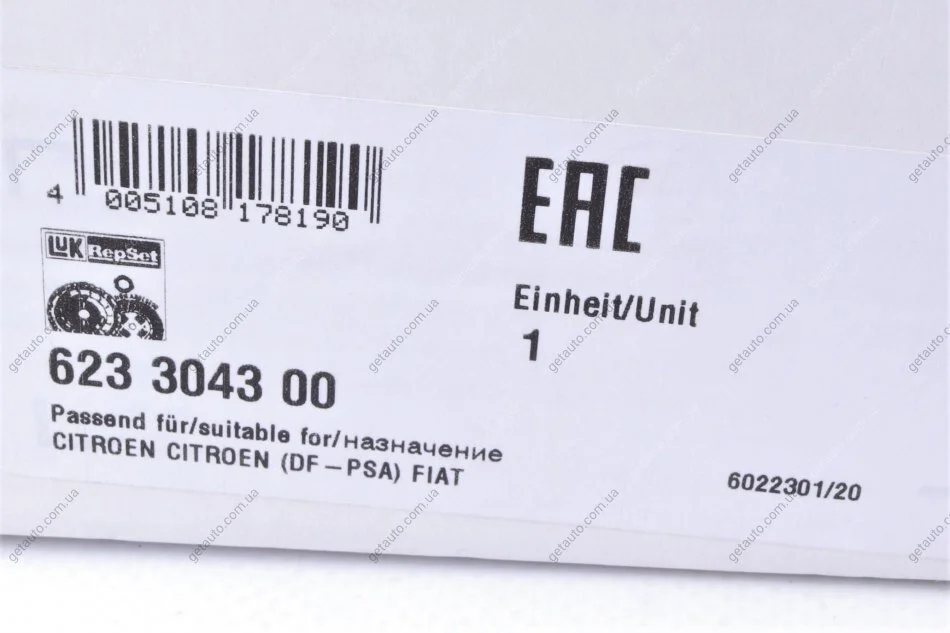 4 005108 178190
EAC
LUK RepSet
Einheit/Unit
1
623 3043 00
Passend für/suitable for/назначение
CITROEN CITROEN (DF-PSA) FIAT
6022301/20
getauto.com.ua